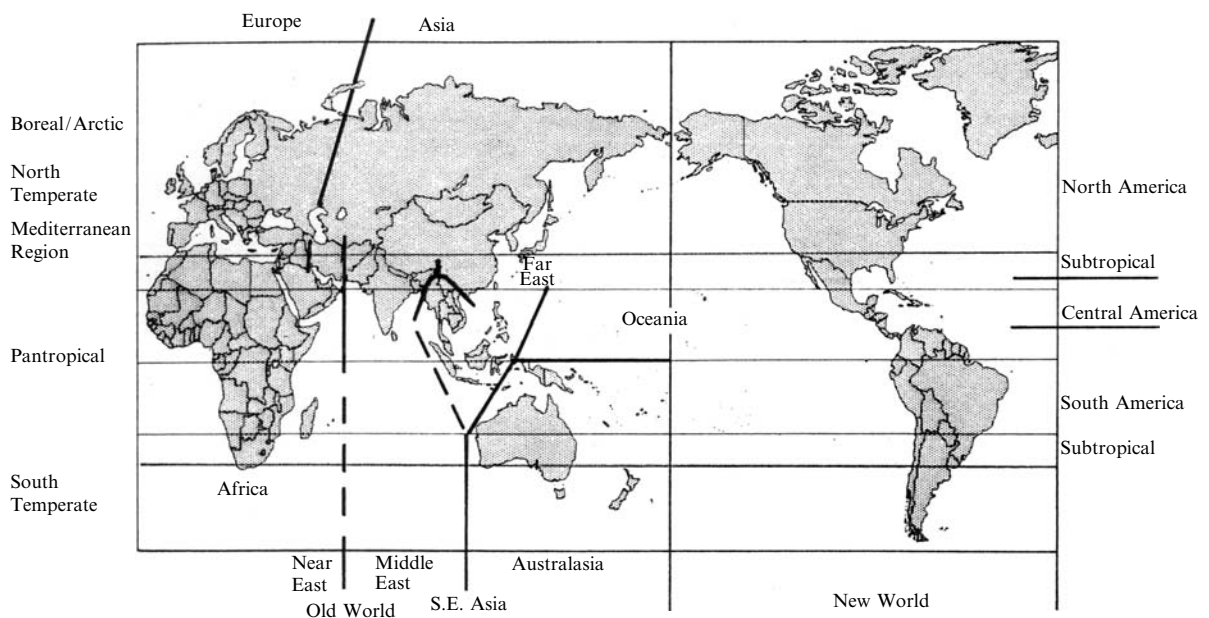 Europe
Asia
Boreal/Arctic
North
Temperate
Mediterranean
Region
Pantropical
South
Temperate
Far
East
Oceania
Africa
North America
Subtropical
Central America
South America
Subtropical
Near
East
Middle
East
Australasia
Old World
S.E. Asia
New World